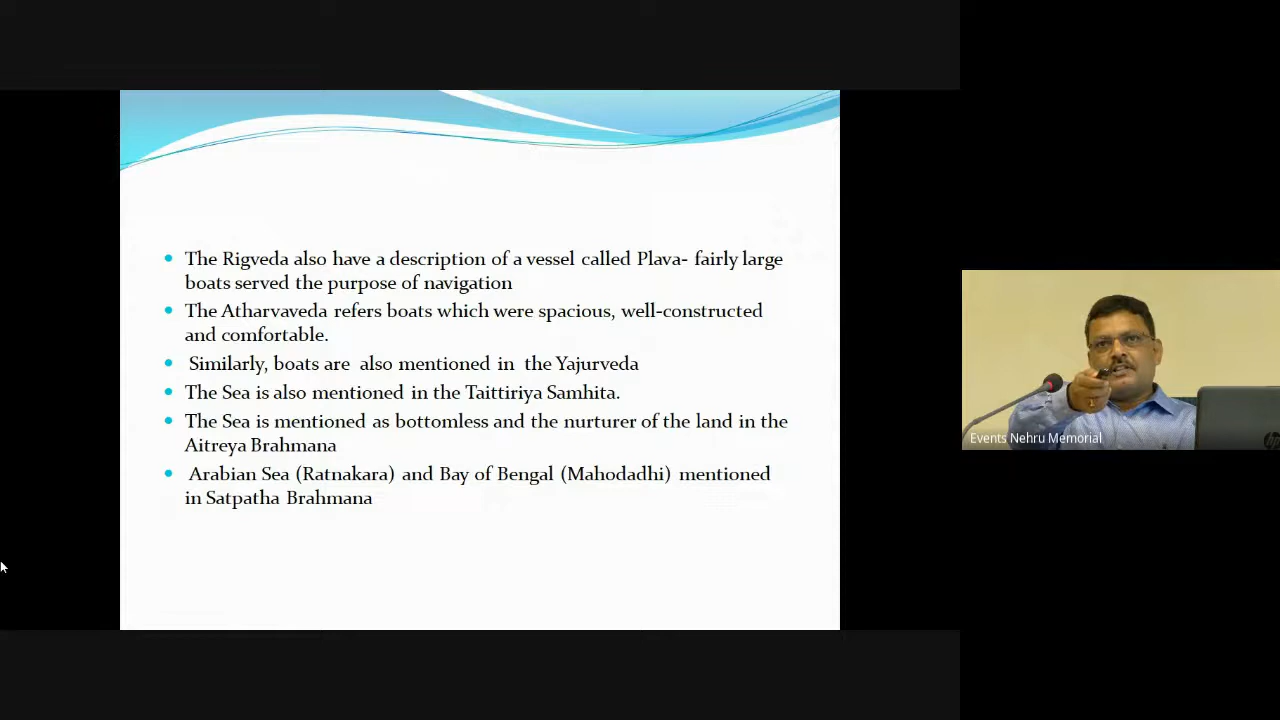 The Rigveda also have a description of a vessel called Plava- fairly large
boats served the purpose of navigation
The Atharvaveda refers boats which were spacious, well-constructed
and comfortable.
Similarly, boats are also mentioned in the Yajurveda
The Sea is also mentioned in the Taittiriya Samhita.
The Sea is mentioned as bottomless and the nurturer of the land in the
Aitreya Brahmana
Arabian Sea (Ratnakara) and Bay of Bengal (Mahodadhi) mentioned
in Satpatha Brahmana
Events Nehru Memorial
hp